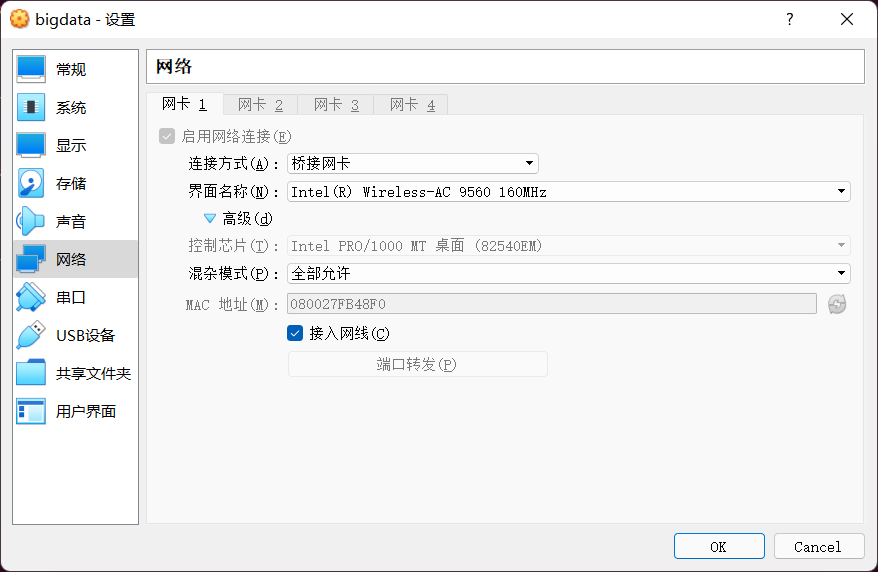 bigdata - 设置
?
常规
系统
显示
存储
声音
网络
串口
USB设备
共享文件夹
用户界面
网络
网卡 1
网卡 2
网卡 3
网卡 4
启用网络连接(E)
连接方式(A)： 桥接网卡
界面名称(N)： Intel(R) Wireless-AC 9560 160MHz
高级(d)
控制芯片(T)： Intel PRO/1000 MT 桌面 (82540EM)
混杂模式(P)： 全部允许
MAC 地址(M)： 080027FB48F0
接入网线(C)
端口转发(P)
OK
Cancel